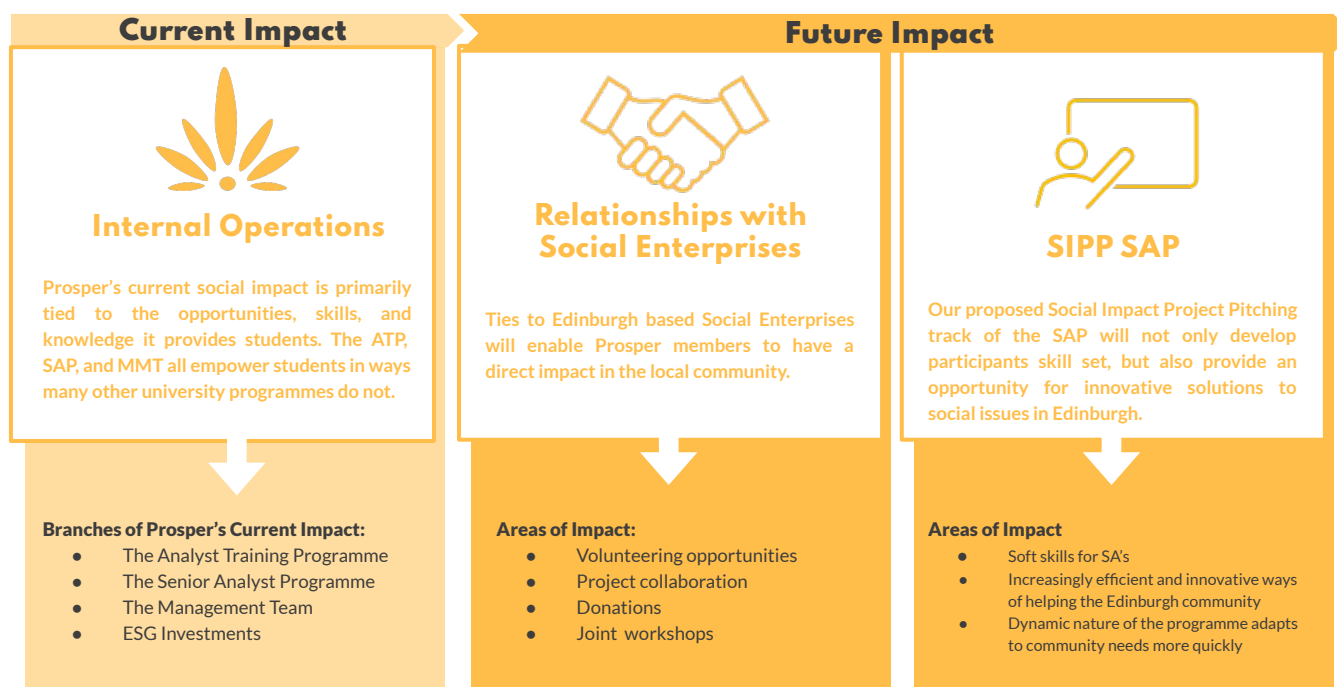 Current Impact
Future Impact
Internal Operations
Prosper's current social impact is primarily
tied to the opportunities, skills, and
knowledge it provides students. The ATP,
SAP, and MMT all empower students in ways
many other university programmes do not.
Branches of Prosper's Current Impact:
● The Analyst Training Programme
● The Senior Analyst Programme
● The Management Team
● ESG Investments
Relationships with
Social Enterprises
Ties to Edinburgh based Social Enterprises
will enable Prosper members to have a
direct impact in the local community.
Areas of Impact:
● Volunteering opportunities
● Project collaboration
● Donations
● Joint workshops
SIPP SAP
Our proposed Social Impact Project Pitching
track of the SAP will not only develop
participants skill set, but also provide an
opportunity for innovative solutions to
social issues in Edinburgh.
Areas of Impact
● Soft skills for SA's
● Increasingly efficient and innovative ways
of helping the Edinburgh community
● Dynamic nature of the programme adapts
to community needs more quickly